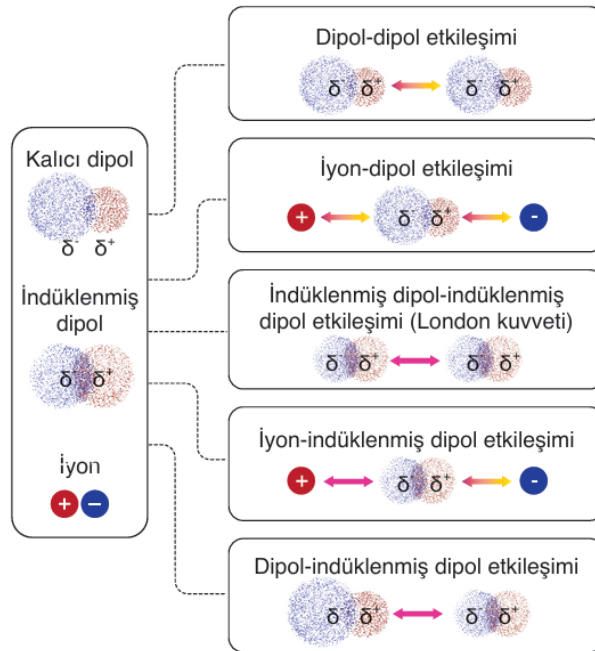 Kalıcı dipol
δ- δ+
İndüklenmiş
dipol
δ- δ+
İyon
+ −
Dipol-dipol etkileşimi
δ- δ+ δ- δ+
İyon-dipol etkileşimi
+ δ- δ+ -
İndüklenmiş dipol-indüklenmiş
dipol etkileşimi (London kuvveti)
δ- δ+ δ- δ+
İyon-indüklenmiş dipol etkileşimi
+ δ- δ+ -
Dipol-indüklenmiş dipol etkileşimi
δ- δ+ δ- δ+